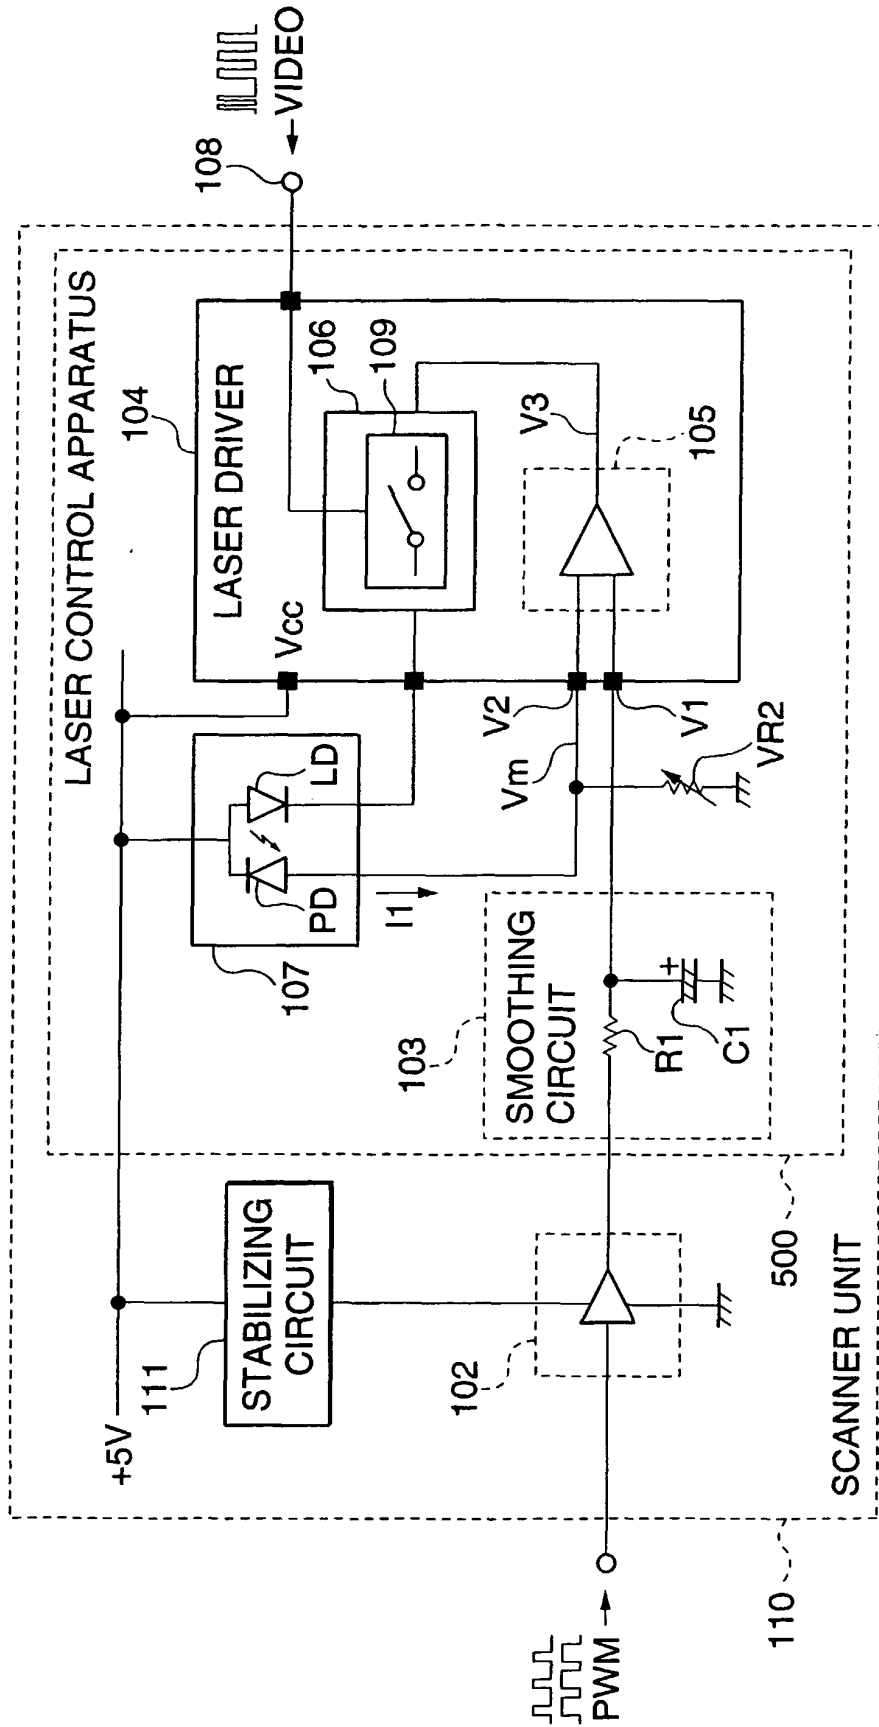 +5V
111
STABILIZING
CIRCUIT
102
PWM
110
SCANNER UNIT
500
LASER CONTROL APPARATUS
107
PD
LD
I1
103
SMOOTHING
CIRCUIT
R1
C1
+
Vm
V2
V1
VR2
104
LASER DRIVER
Vcc
106
109
V3
105
108
VIDEO